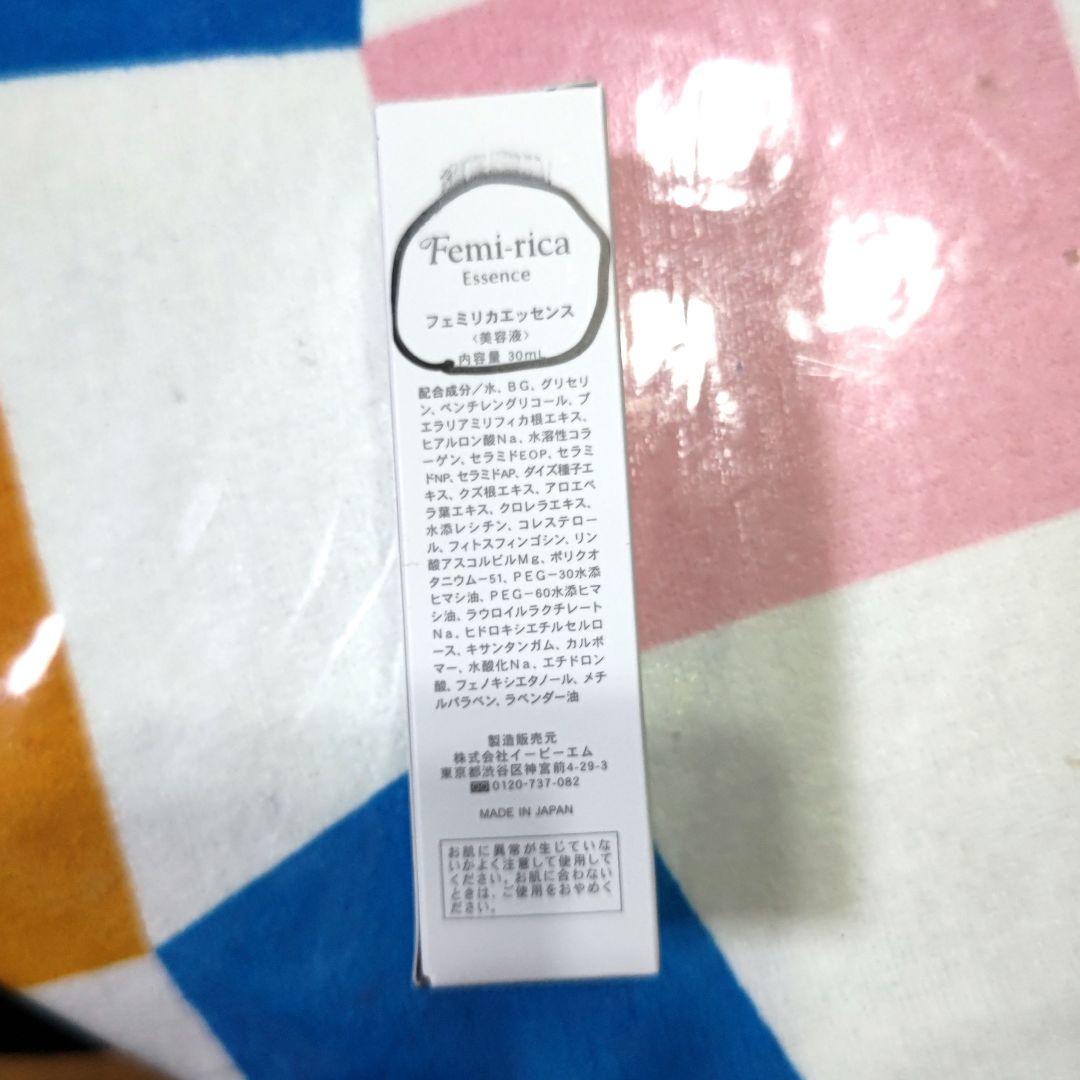 Femi-rica
Essence
フェミリカエッセンス
〈美容液〉
内容量 30mL
配合成分／水、BG、グリセリ
ン、ペンチレングリコール、プ
エラリアミリフィカ根エキス、
ヒアルロン酸Na、水溶性コラ
ーゲン、セラミドEOP、セラミ
ドNP、セラミドAP、ダイズ種子エ
キス、クズ根エキス、アロエベ
ラ葉エキス、クロレラエキス、
水添レシチン、コレステロー
ル、フィトスフィンゴシン、リン
酸アスコルビルMg、ポリクオ
タニウム－51、PEG－30水添
ヒマシ油、PEG－60水添ヒマ
シ油、ラウロイルラクチレート
Na、ヒドロキシエチルセルロ
ース、キサンタンガム、カルボ
マー、水酸化Na、エチドロン
酸、フェノキシエタノール、メチ
ルパラベン、ラベンダー油
製造販売元
株式会社イーピーエム
東京都渋谷区神宮前4-29-3
0120-737-082
MADE IN JAPAN
お肌に異常が生じていな
いかよく注意して使用して
ください。お肌に合わない
ときは、ご使用をおやめく
ださい。